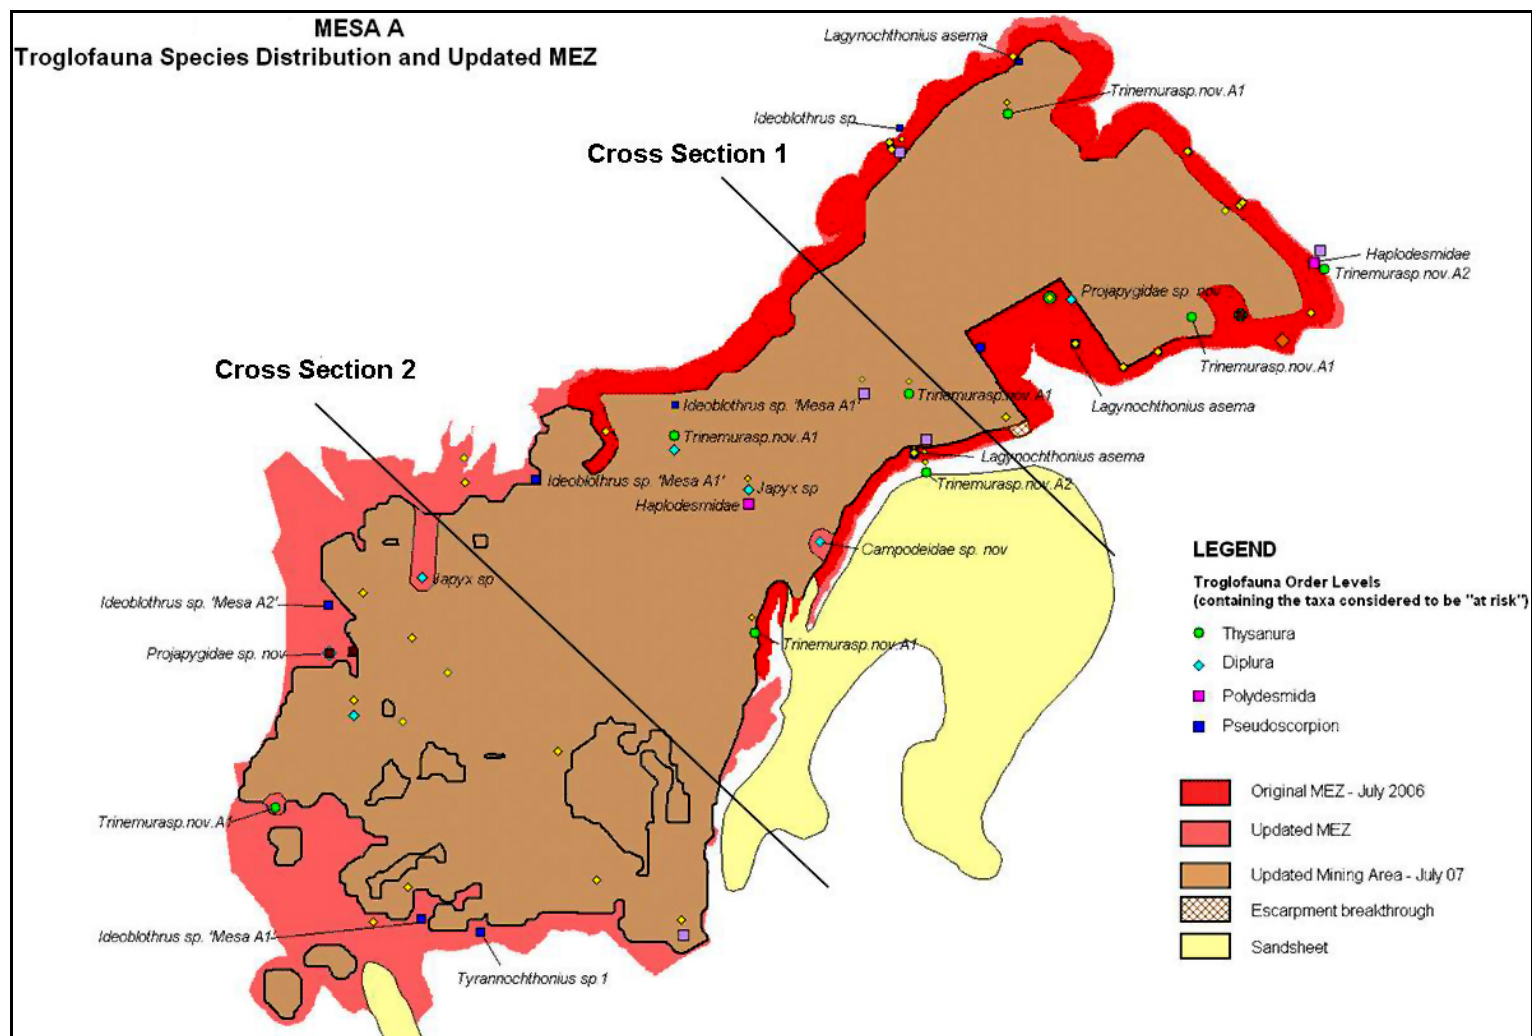 MESA A
Troglofauna Species Distribution and Updated MEZ
Lagynochthonius asema
Trinemurasp.nov.A1
Ideoblothrus sp.
Cross Section 1
Haplodesmidae
Trinemurasp.nov.A2
Projapygidae sp. nov
Cross Section 2
Trinemurasp.nov.A1
Trinemurasp.nov.A1
Ideoblothrus sp. 'Mesa A1'
Lagynochthonius asema
Trinemurasp.nov.A1
Lagynochthonius asema
Ideoblothrus sp. 'Mesa A1'
Trinemurasp.nov.A2
Japyx sp
Haplodesmidae
Campodeidae sp. nov
Japyx sp
Ideoblothrus sp. 'Mesa A2'
Trinemurasp.nov.A1
Projapygidae sp. nov
Trinemurasp.nov.A1
Ideoblothrus sp. 'Mesa A1'
Tyrannochthonius sp.1
LEGEND
Troglofauna Order Levels
(containing the taxa considered to be "at risk")
Thysanura
Diplura
Polydesmida
Pseudoscorpion
Original MEZ - July 2006
Updated MEZ
Updated Mining Area - July 07
Escarpment breakthrough
Sandsheet